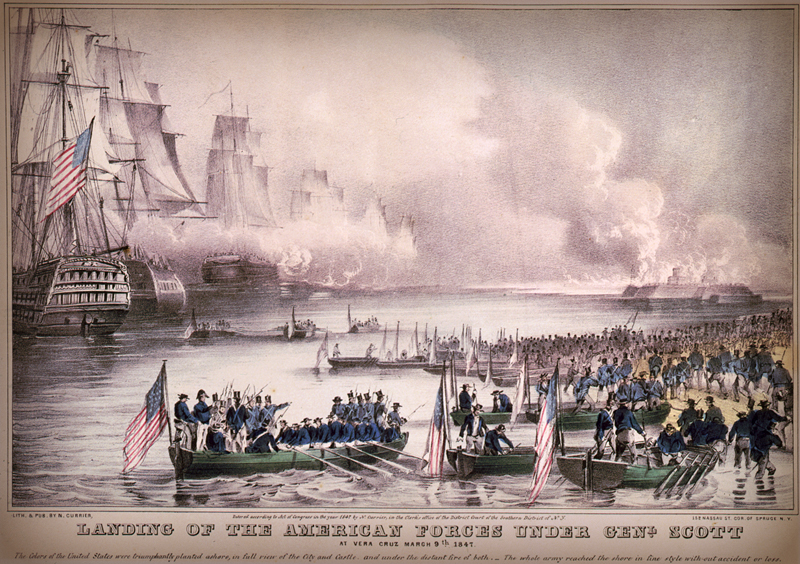 LITH. & PUB. BY N. CURRIER,
Entered according to Act of Congress in the year 1847 by N. Currier, in the Clerk's office of the District Court of the Southern District of N.Y.
152 NASSAU ST. COR. OF SPRUCE N.Y.
LANDING OF THE AMERICAN FORCES UNDER GENL. SCOTT
AT VERA CRUZ MARCH 9TH 1847.
The Colors of the United States were triumphantly planted ashore, in full view of the City and Castle.. and under the distant fire of both._ The whole army reached the shore in fine style with-out accident or loss.